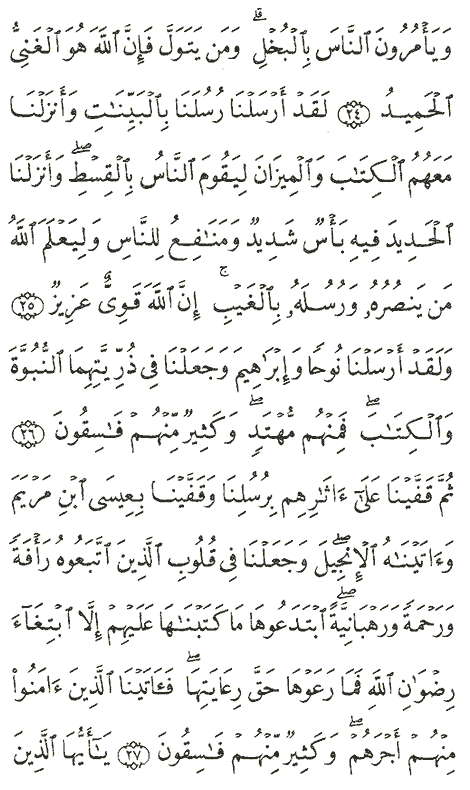 وَيَأۡمُرُونَ ٱلنَّاسَ بِٱلۡبُخۡلِۗ وَمَن يَتَوَلَّ فَإِنَّ ٱللَّهَ هُوَ ٱلۡغَنِيُّ
ٱلۡحَمِيدُ ٢٤ لَقَدۡ أَرۡسَلۡنَا رُسُلَنَا بِٱلۡبَيِّنَٰتِ وَأَنزَلۡنَا
مَعَهُمُ ٱلۡكِتَٰبَ وَٱلۡمِيزَانَ لِيَقُومَ ٱلنَّاسُ بِٱلۡقِسۡطِۖ وَأَنزَلۡنَا
ٱلۡحَدِيدَ فِيهِ بَأۡسٞ شَدِيدٞ وَمَنَٰفِعُ لِلنَّاسِ وَلِيَعۡلَمَ ٱللَّهُ
مَن يَنصُرُهُۥ وَرُسُلَهُۥ بِٱلۡغَيۡبِۚ إِنَّ ٱللَّهَ قَوِيٌّ عَزِيزٞ ٢٥
وَلَقَدۡ أَرۡسَلۡنَا نُوحٗا وَإِبۡرَٰهِيمَ وَجَعَلۡنَا فِي ذُرِّيَّتِهِمَا ٱلنُّبُوَّةَ
وَٱلۡكِتَٰبَۖ فَمِنۡهُم مُّهۡتَدٖۖ وَكَثِيرٞ مِّنۡهُمۡ فَٰسِقُونَ ٢٦
ثُمَّ قَفَّيۡنَا عَلَىٰٓ ءَاثَٰرِهِم بِرُسُلِنَا وَقَفَّيۡنَا بِعِيسَى ٱبۡنِ مَرۡيَمَ
وَءَاتَيۡنَٰهُ ٱلۡإِنجِيلَۖ وَجَعَلۡنَا فِي قُلُوبِ ٱلَّذِينَ ٱتَّبَعُوهُ رَأۡفَةٗ
وَرَحۡمَةٗۚ وَرَهۡبَانِيَّةً ٱبۡتَدَعُوهَا مَا كَتَبۡنَٰهَا عَلَيۡهِمۡ إِلَّا ٱبۡتِغَآءَ
رِضۡوَٰنِ ٱللَّهِ فَمَا رَعَوۡهَا حَقَّ رِعَايَتِهَاۖ فَـَٔاتَيۡنَا ٱلَّذِينَ ءَامَنُواْ
مِنۡهُمۡ أَجۡرَهُمۡۖ وَكَثِيرٞ مِّنۡهُمۡ فَٰسِقُونَ ٢٧ يَٰٓأَيُّهَا ٱلَّذِينَ